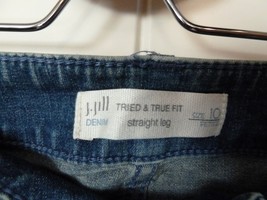 J.Jill
DENIM
TRIED & TRUE FIT
straight leg
SIZE 10